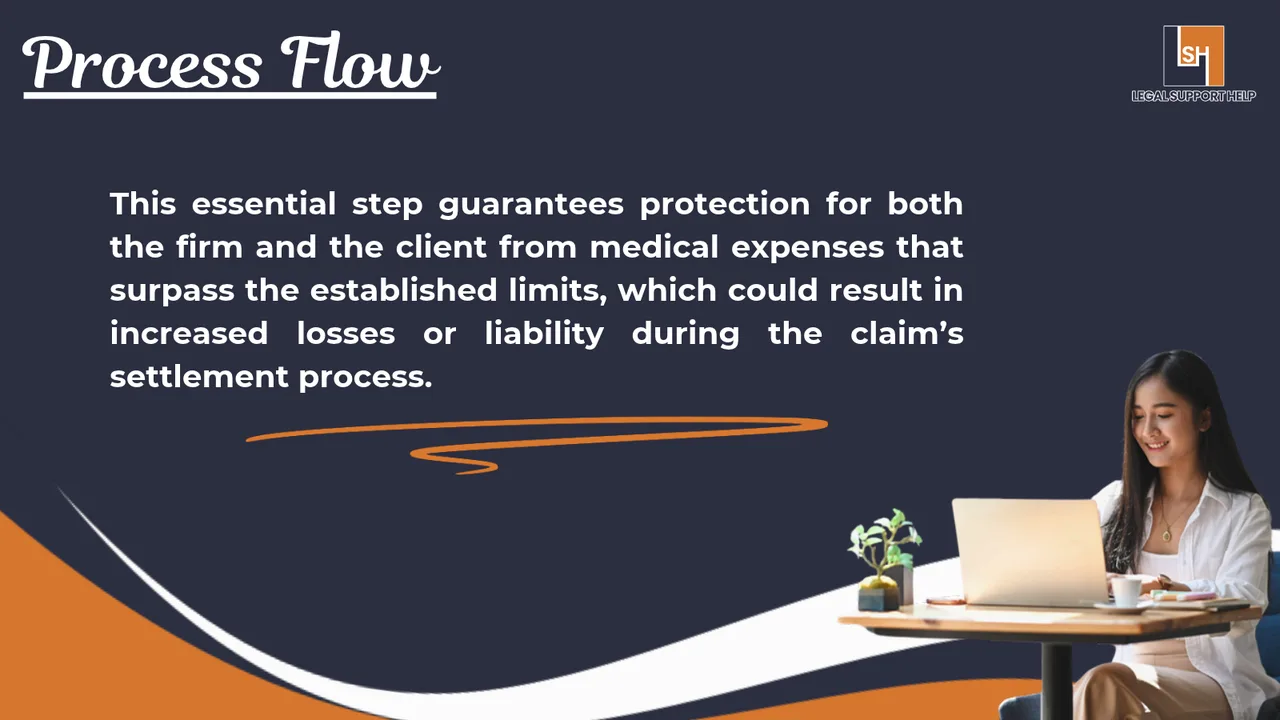 Process Flow
SH
LEGAL SUPPORT HELP
This essential step guarantees protection for both
the firm and the client from medical expenses that
surpass the established limits, which could result in
increased losses or liability during the claim’s
settlement process.